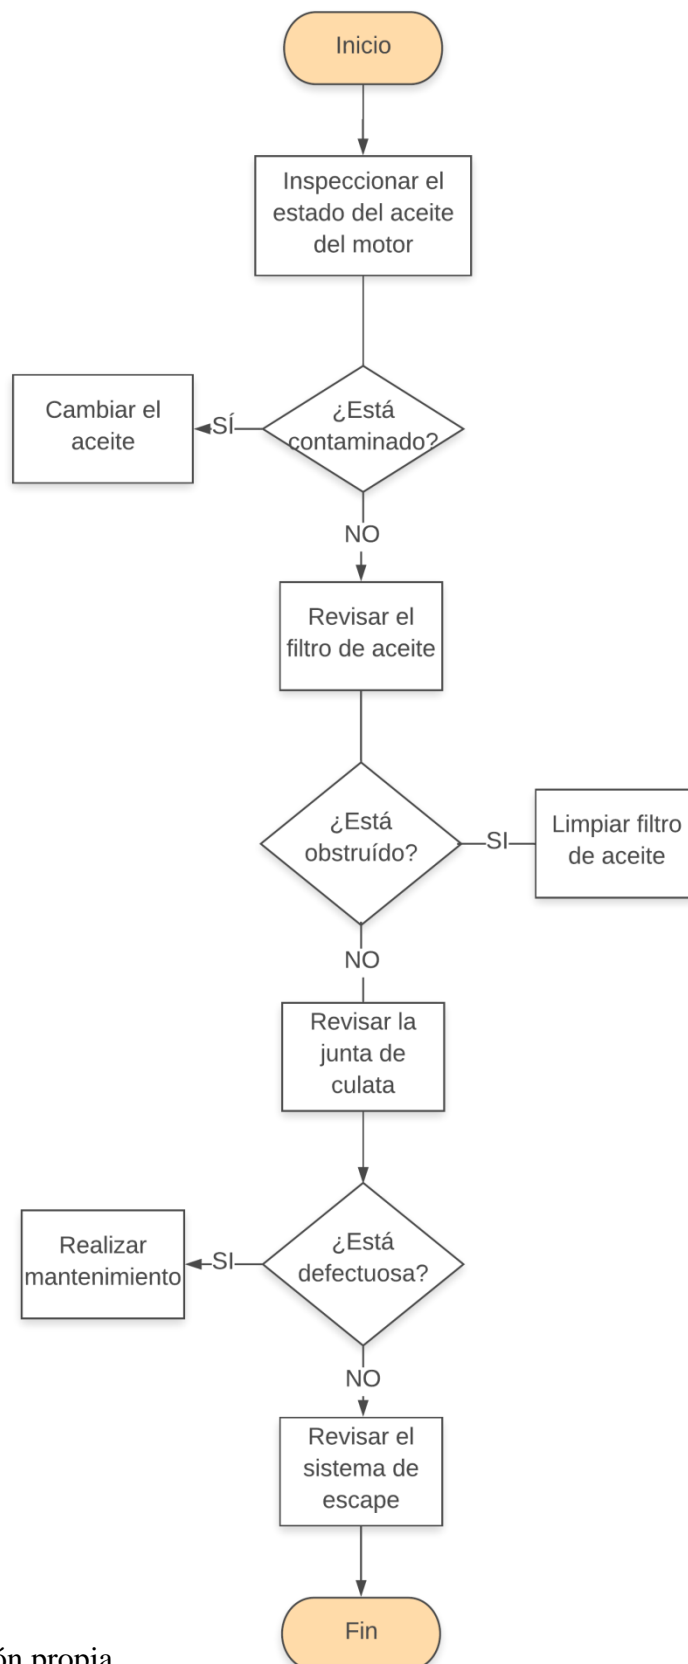 Inicio
Inspeccionar el
estado del aceite
del motor
¿Está
contaminado?
SÍ
Cambiar el
aceite
NO
Revisar el
filtro de aceite
¿Está
obstruído?
SI
Limpiar filtro
de aceite
NO
Revisar la
junta de
culata
¿Está
defectuosa?
SI
Realizar
mantenimiento
NO
Revisar el
sistema de
escape
Fin
propia